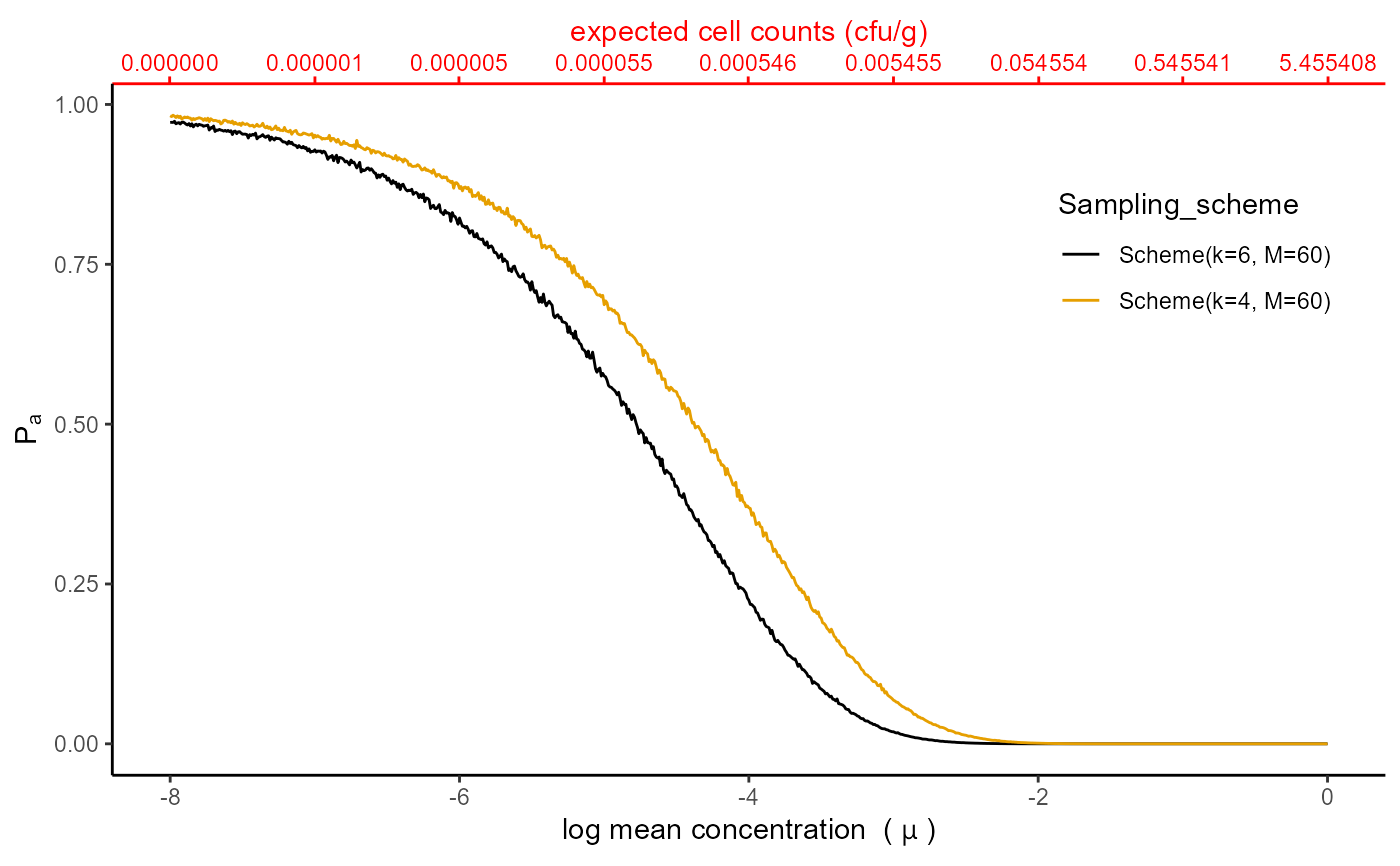 expected cell counts (cfu/g)
0.000000 0.000001 0.000005 0.000055 0.000546 0.005455 0.054554 0.545541 5.455408
1.00
0.75
0.50
0.25
0.00
Pa
Sampling_scheme
Scheme(k=6, M=60)
Scheme(k=4, M=60)
-8 -6 -4 -2 0
log mean concentration ( μ )